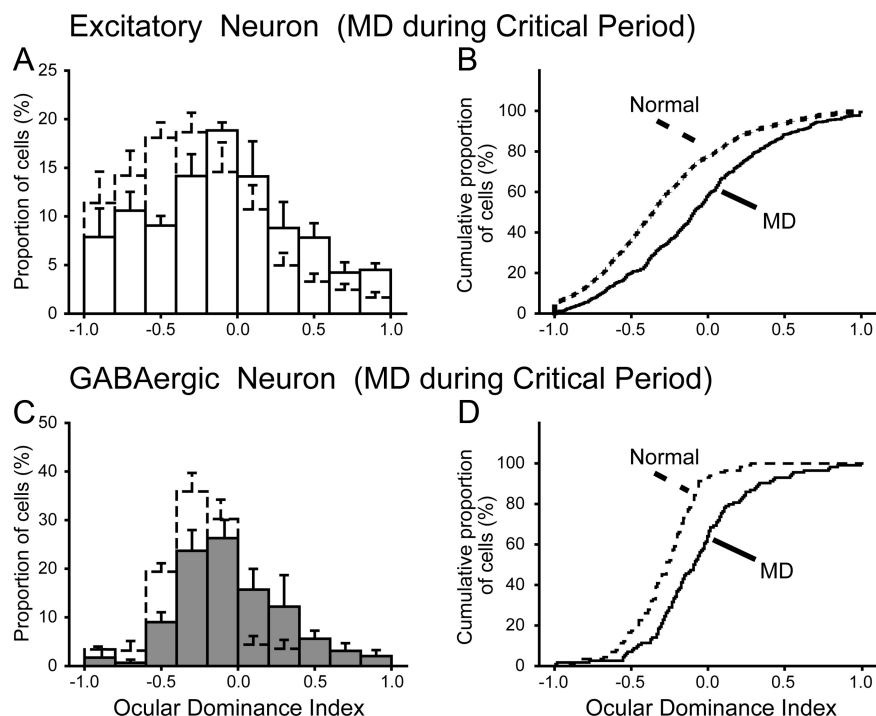 Excitatory Neuron (MD during Critical Period)
A
Proportion of cells (%)
25
20
15
10
5
0
-1.0 -0.5 0.0 0.5 1.0
B
Cumulative proportion
of cells (%)
100
80
60
40
20
0
Normal
MD
-1.0 -0.5 0.0 0.5 1.0
GABAergic Neuron (MD during Critical Period)
C
Proportion of cells (%)
50
40
30
20
10
0
-1.0 -0.5 0.0 0.5 1.0
Ocular Dominance Index
D
Cumulative proportion
of cells (%)
100
80
60
40
20
0
Normal
MD
-1.0 -0.5 0.0 0.5 1.0
Ocular Dominance Index